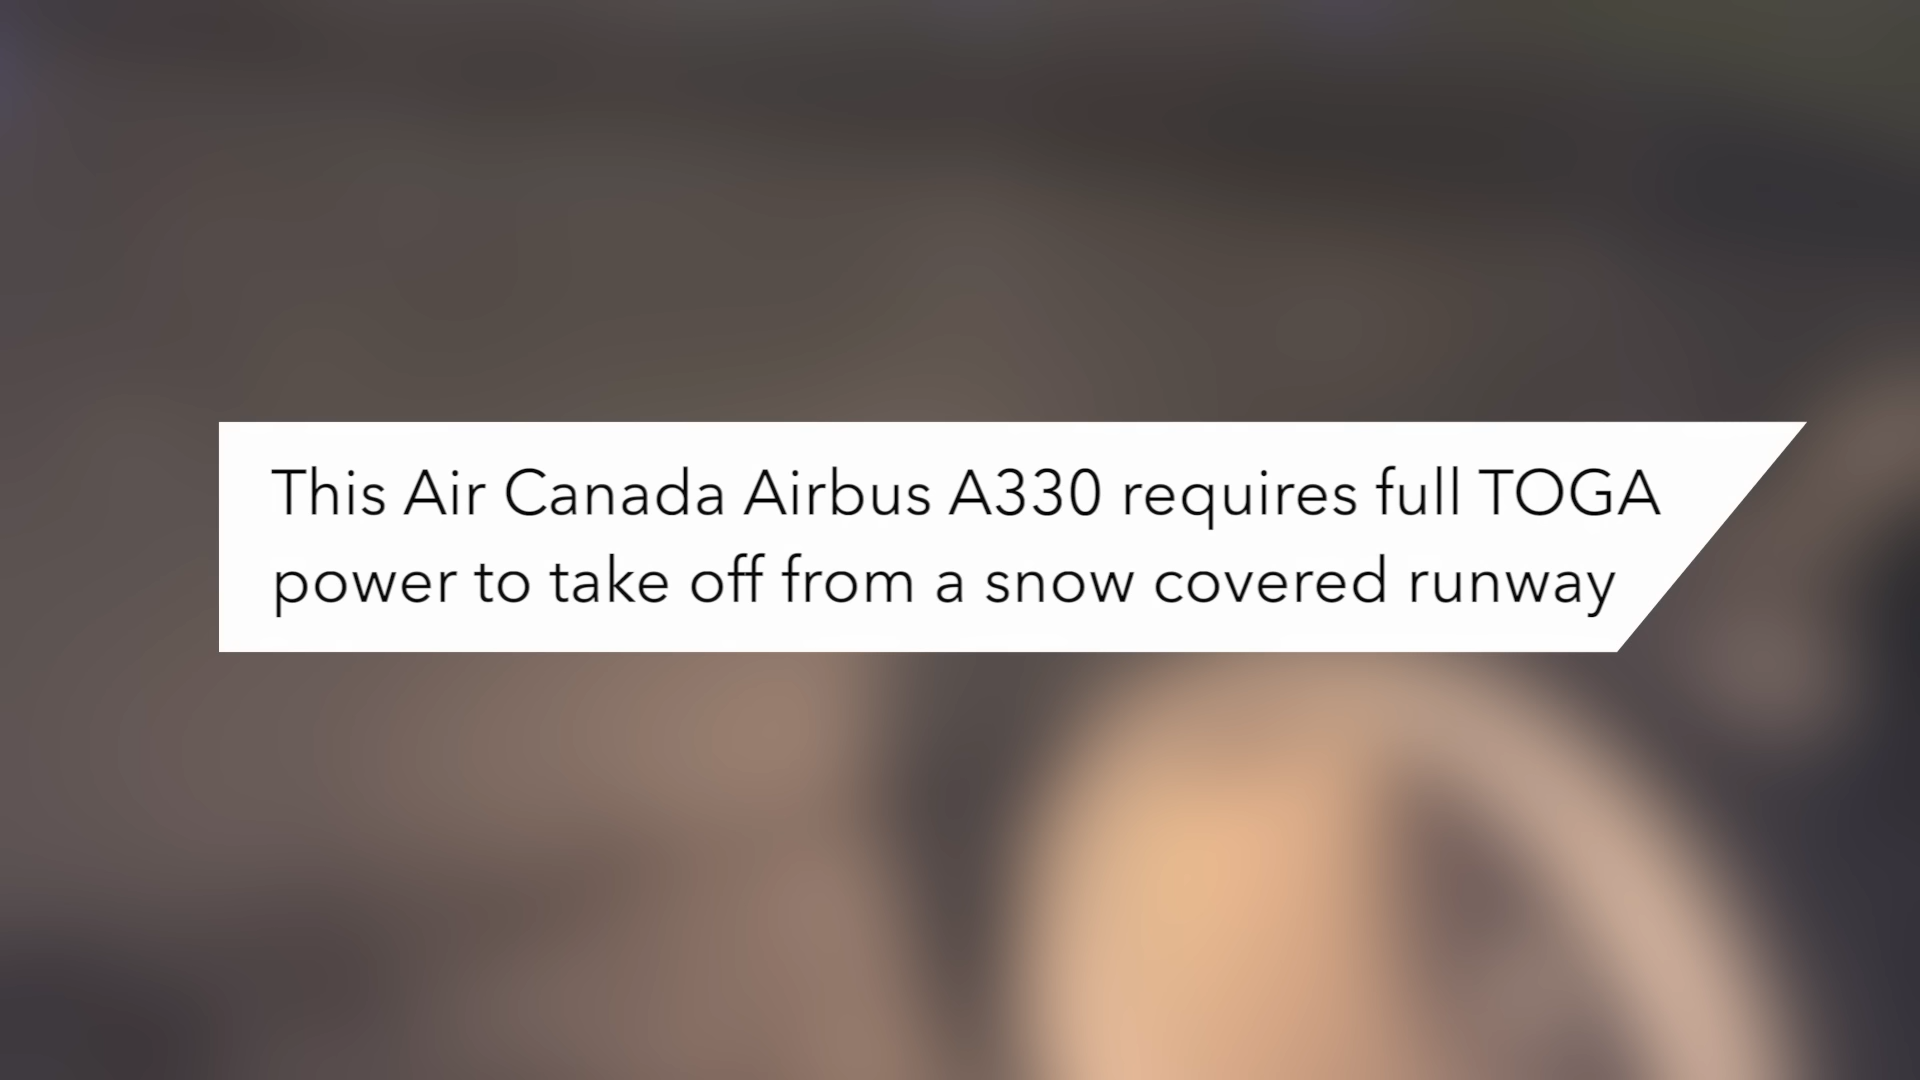 This Air Canada Airbus A330 requires full TOGA
power to take off from a snow covered runway